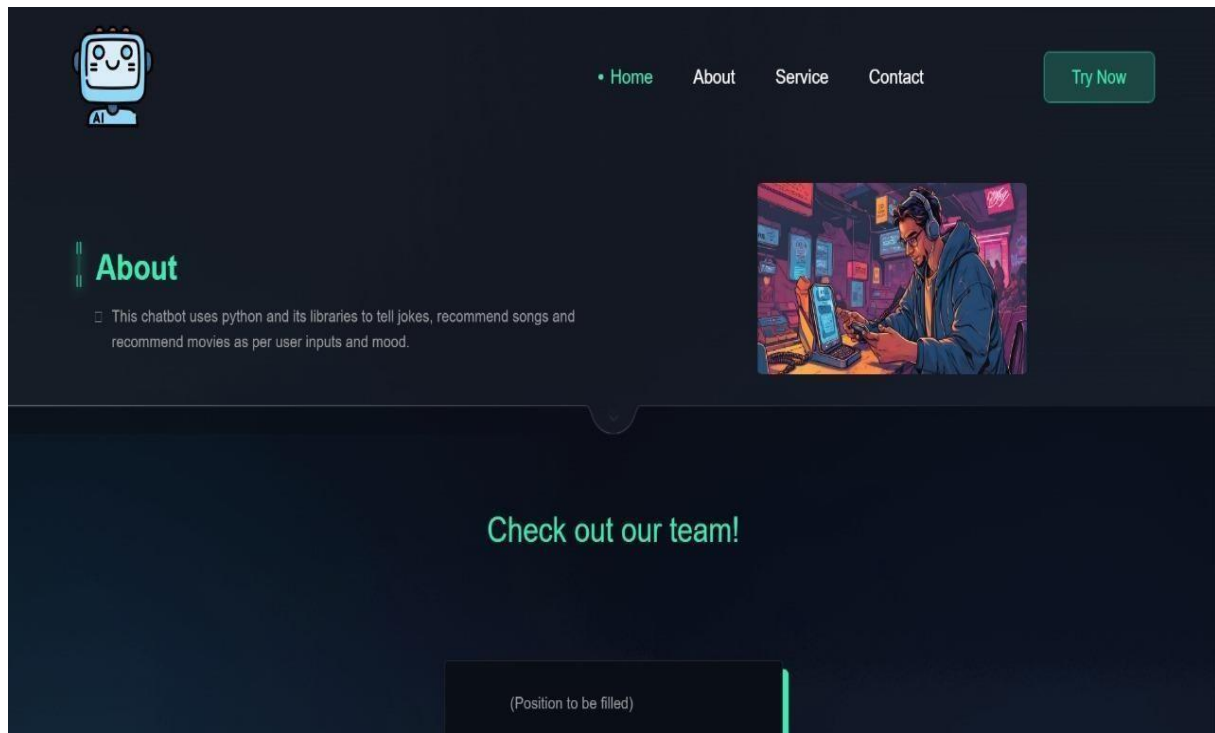 AI
• Home About Service Contact Try Now
About
This chatbot uses python and its libraries to tell jokes, recommend songs and
recommend movies as per user inputs and mood.
Check out our team!
(Position to be filled)